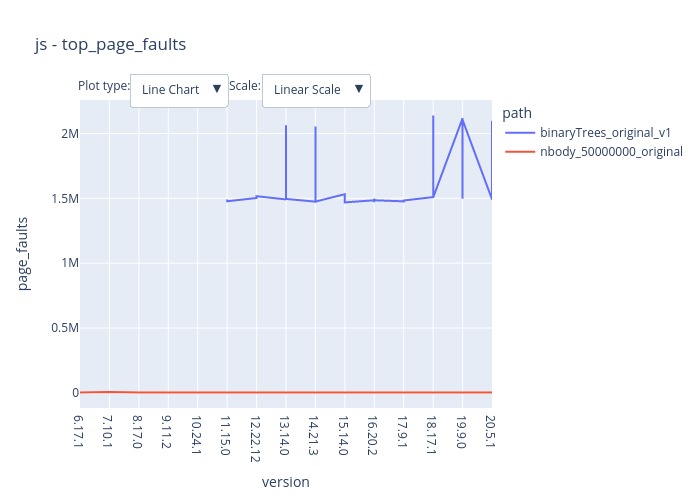 js - top_page_faults
Plot type: Line Chart ▼ Scale: Linear Scale ▼
path
binaryTrees_original_v1
nbody_50000000_original
page_faults
2M
1.5M
1M
0.5M
0
6.17.1
7.10.1
8.17.0
9.11.2
10.24.1
11.15.0
12.22.12
13.14.0
14.21.3
15.14.0
16.20.2
17.9.1
18.17.1
19.9.0
20.5.1
version